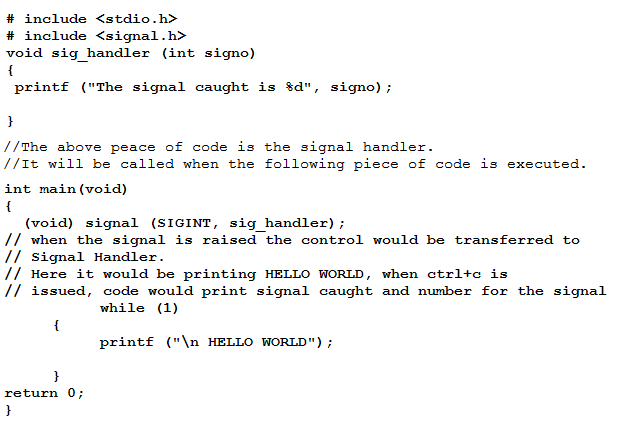 # include <stdio.h>
# include <signal.h>
void sig_handler (int signo)
{
printf ("The signal caught is %d", signo);
}
//The above peace of code is the signal handler.
//It will be called when the following piece of code is executed.
int main(void)
{
(void) signal (SIGINT, sig_handler);
// when the signal is raised the control would be transferred to
// Signal Handler.
// Here it would be printing HELLO WORLD, when ctrl+c is
// issued, code would print signal caught and number for the signal
while (1)
{
printf ("\n HELLO WORLD");
}
return 0;
}